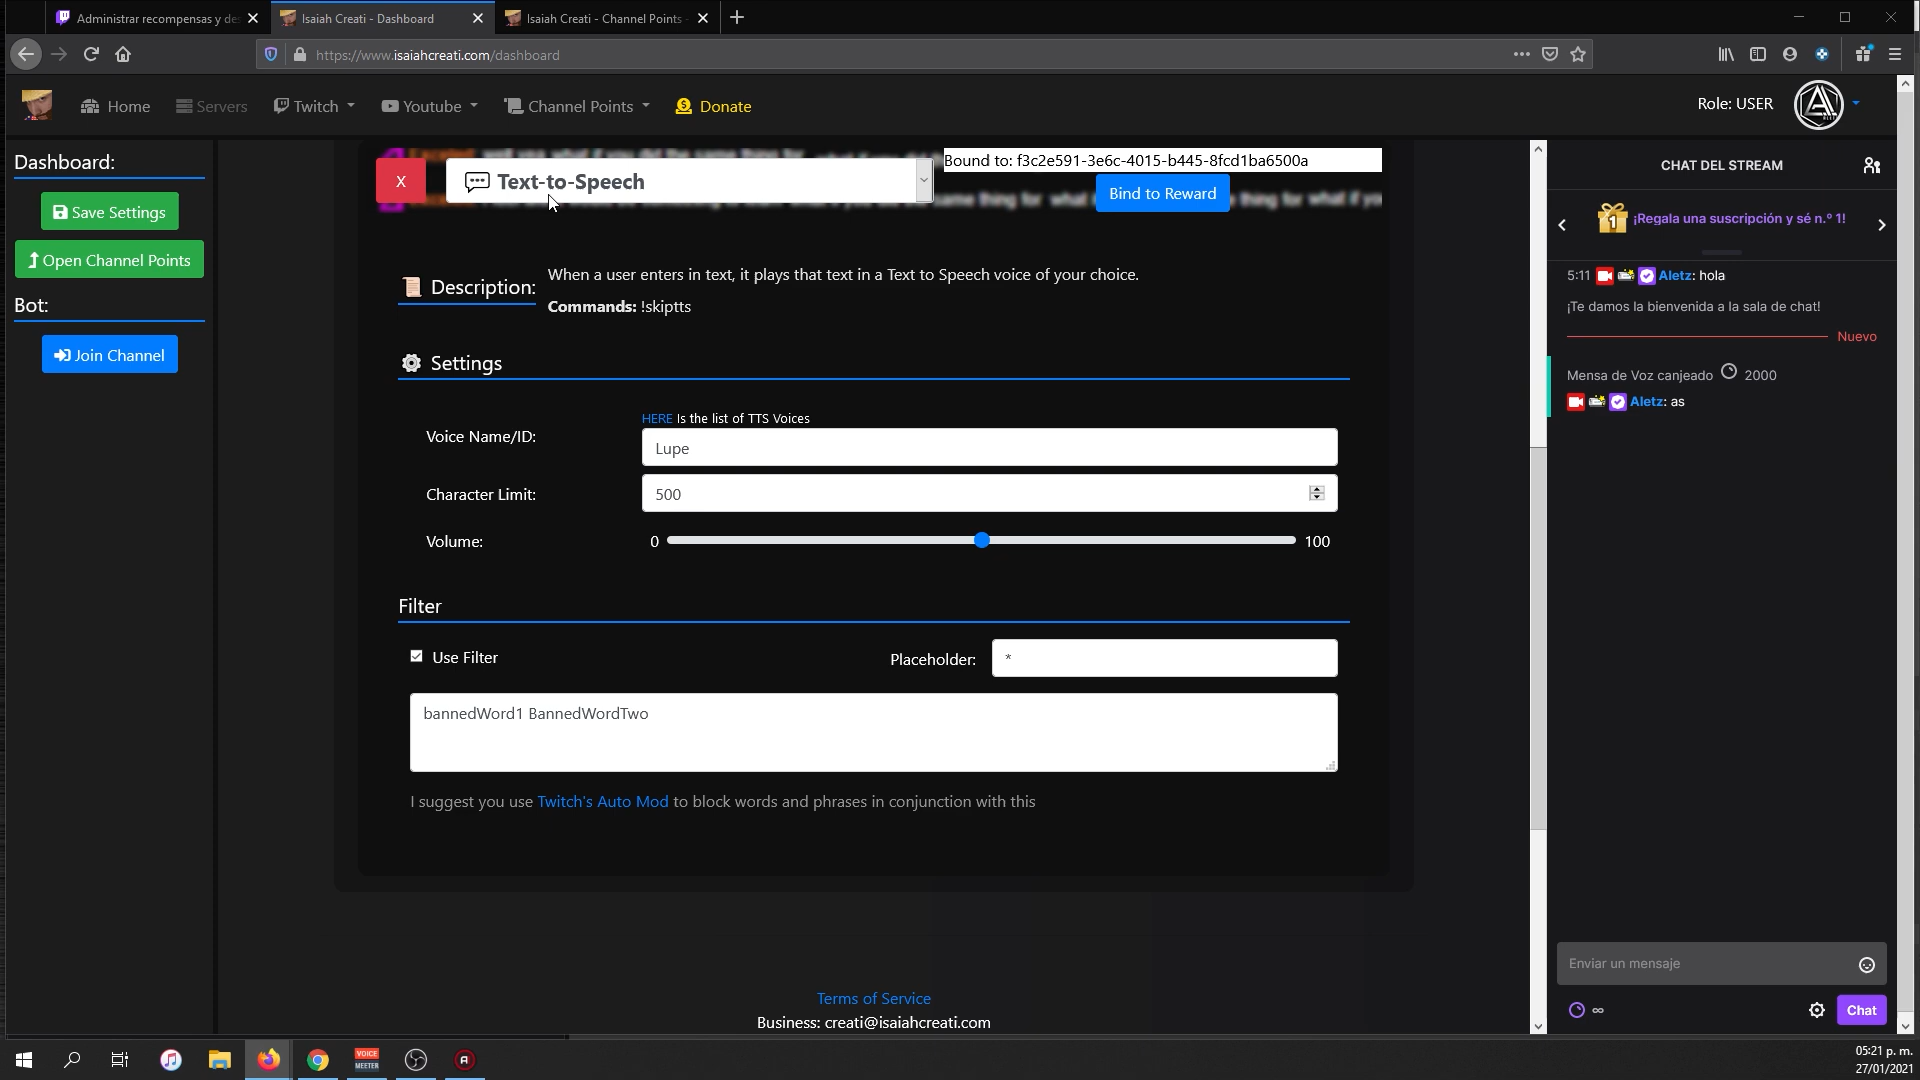 Administrar recompensas y de
Isaiah Creati - Dashboard
Isaiah Creati - Channel Points -
https://www.isaiahcreati.com/dashboard
Home
Servers
Twitch
Youtube
Channel Points
Donate
Role: USER
Dashboard:
Save Settings
Open Channel Points
Bot:
Join Channel
X
Text-to-Speech
Bound to: f3c2e591-3e6c-4015-b445-8fcd1ba6500a
Bind to Reward
Description:
When a user enters in text, it plays that text in a Text to Speech voice of your choice.
Commands: !skiptts
Settings
HERE Is the list of TTS Voices
Voice Name/ID:
Lupe
Character Limit:
500
Volume:
0
100
Filter
Use Filter
Placeholder:
*
bannedWord1 BannedWordTwo
I suggest you use Twitch's Auto Mod to block words and phrases in conjunction with this
Terms of Service
Business: creati@isaiahcreati.com
CHAT DEL STREAM
1
¡Regala una suscripción y sé n.º 1!
5:11 Aletz: hola
¡Te damos la bienvenida a la sala de chat!
Nuevo
Mensa de Voz canjeado 2000
Aletz: as
Enviar un mensaje
∞
Chat
VOICE
MEETER
05:21 p. m.
27/01/2021